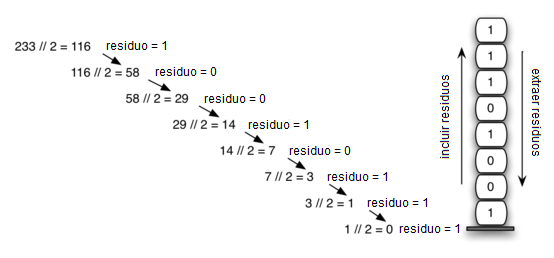 233 // 2 = 116 residuo = 1
116 // 2 = 58 residuo = 0
58 // 2 = 29 residuo = 0
29 // 2 = 14 residuo = 1
14 // 2 = 7 residuo = 0
7 // 2 = 3 residuo = 1
3 // 2 = 1 residuo = 1
1 // 2 = 0 residuo = 1
incluir residuos
1
1
1
0
1
0
0
1
extraer residuos